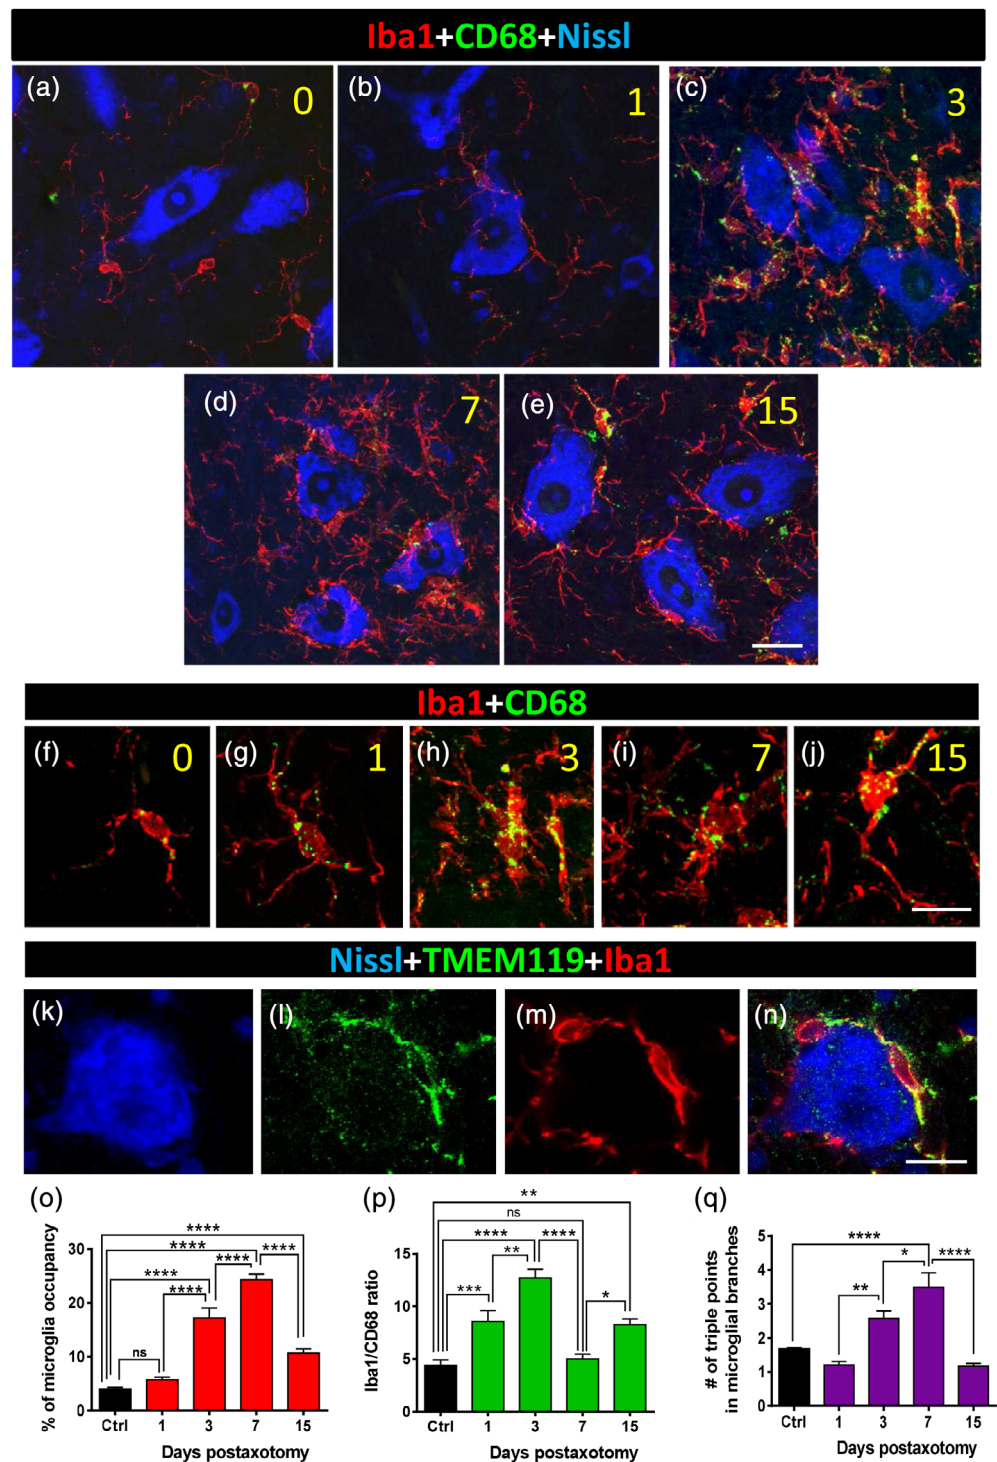 Iba1+CD68+Nissl
(a) 0 (b) 1 (c) 3
(d) 7 (e) 15
Iba1+CD68
(f) 0 (g) 1 (h) 3 (i) 7 (j) 15
Nissl+TMEM119+Iba1
(k) (l) (m) (n)
(o)
% of microglia occupancy
30
20
10
0
ns
****
****
****
****
****
****
Ctrl 1 3 7 15
Days postaxotomy
(p)
Iba1/CD68 ratio
15
10
5
0
**
ns
****
****
**
***
*
Ctrl 1 3 7 15
Days postaxotomy
(q)
# of triple points
in microglial branches
5
4
3
2
1
0
****
*
****
**
Ctrl 1 3 7 15
Days postaxotomy